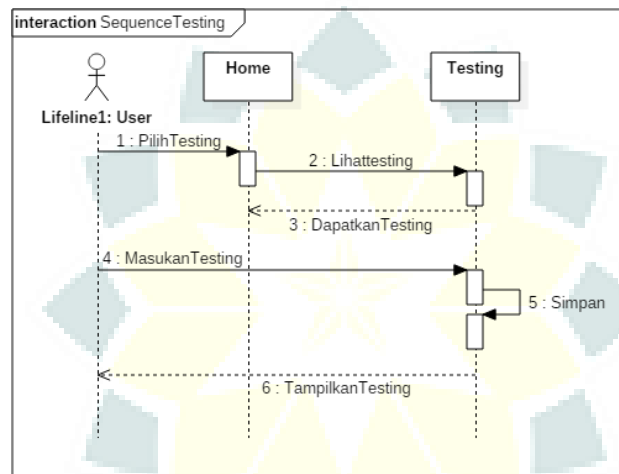 interaction SequenceTesting
Home
Testing
Lifeline1: User
1 : PilihTesting
2 : Lihattesting
3 : DapatkanTesting
4 : MasukanTesting
5 : Simpan
6 : TampilkanTesting